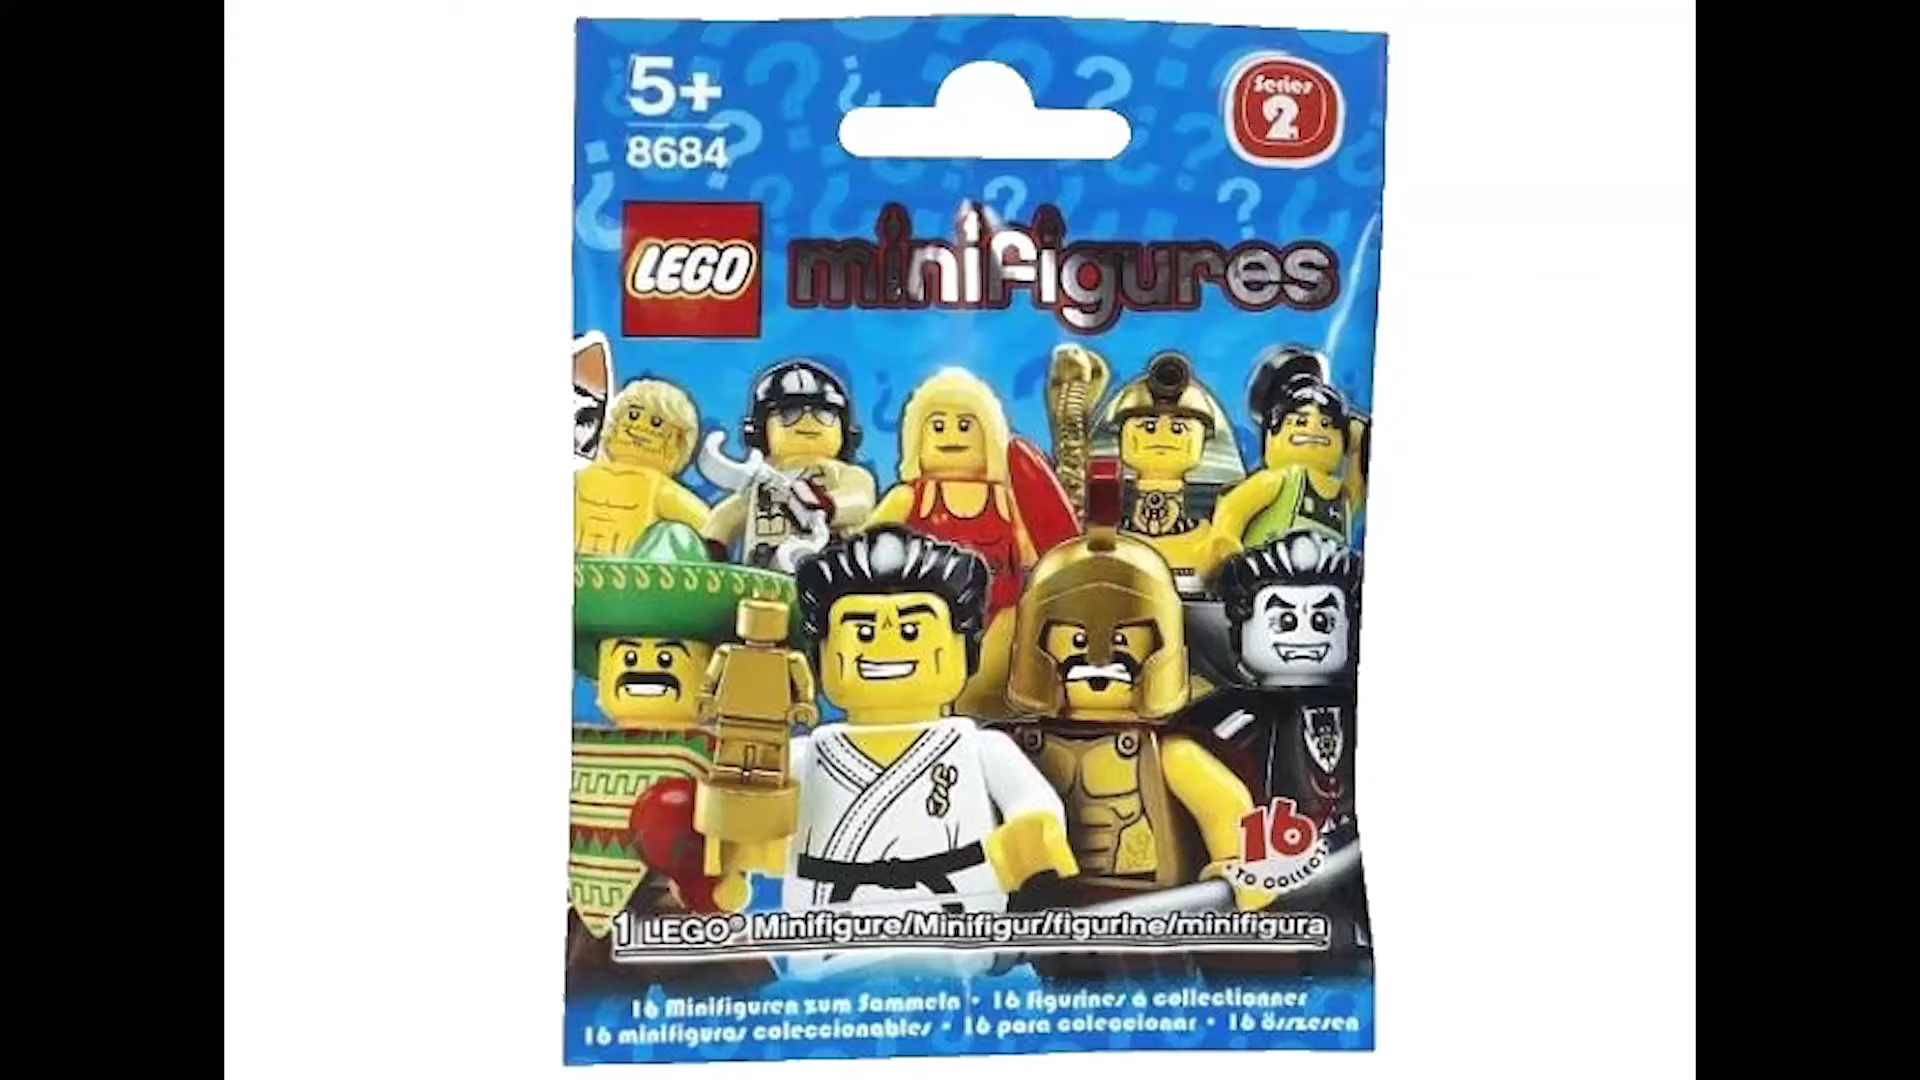 5+
8684
Series
2
LEGO
minifigures
16
TO COLLECT
1 LEGO® Minifigure/Minifigur/figurine/minifigura
16 Minifiguren zum Sammeln • 16 figurines à collectionner
16 minifiguras coleccionables • 16 para coleccionar • 16 összesen